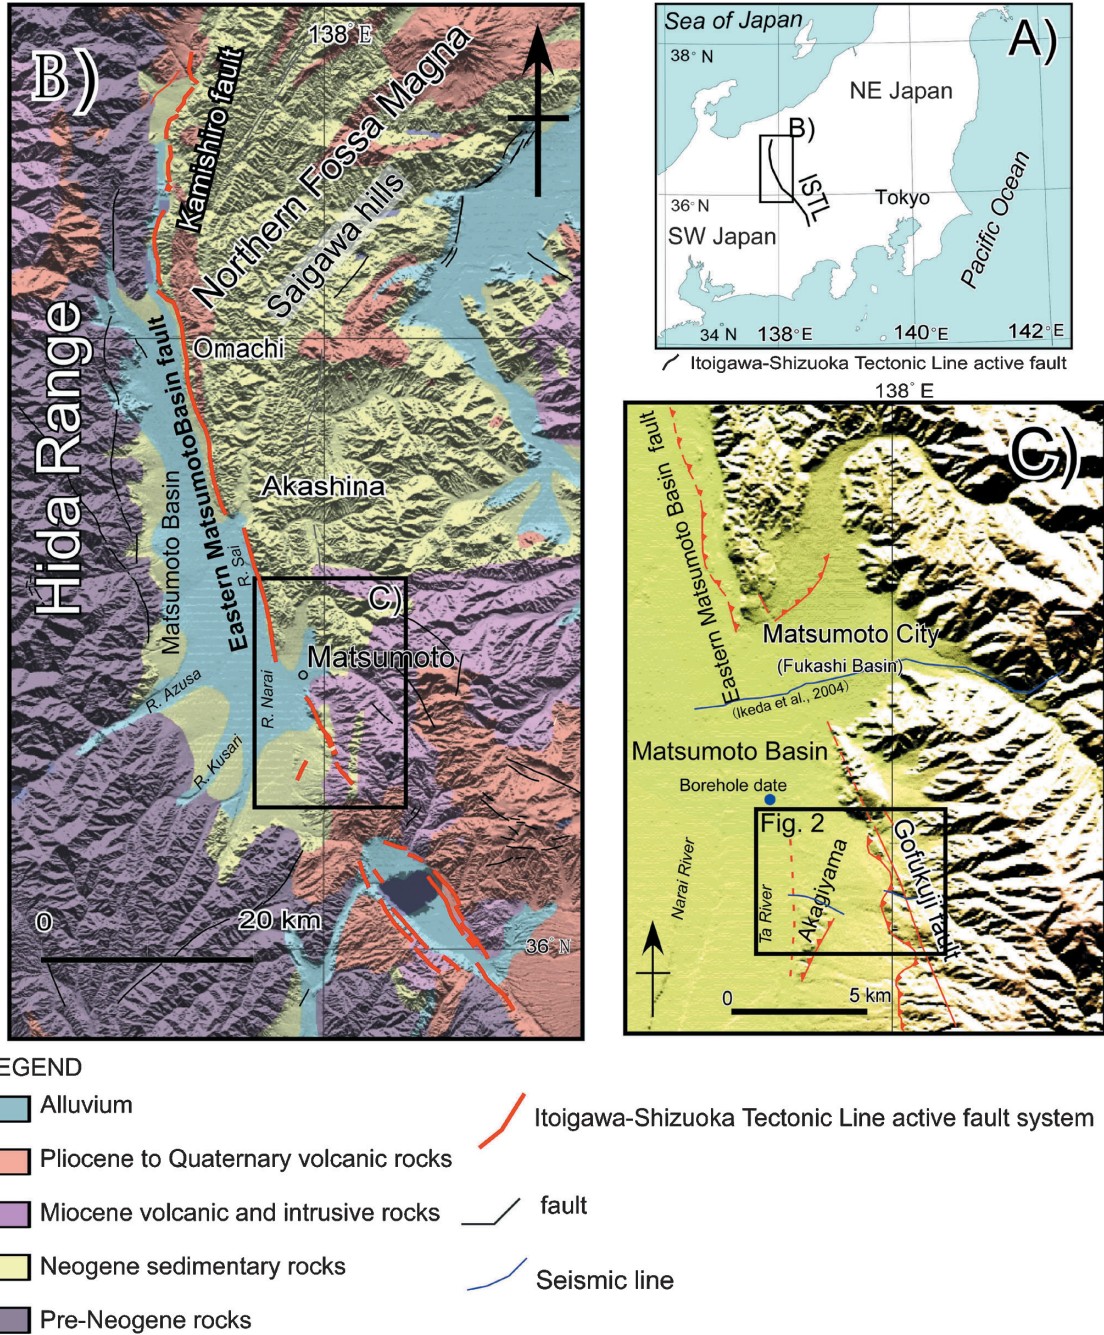 B)
138° E
Kamishiro fault
Northern Fossa Magna
Saigawa hills
Hida Range
Omachi
Eastern MatsumotoBasin fault
Matsumoto Basin
Akashina
R. Sai
C)
Matsumoto
R. Narai
R. Azusa
R. Kusari
0
20 km
36° N
Sea of Japan
A)
38° N
NE Japan
B)
ISTL
36° N
Tokyo
SW Japan
Pacific Ocean
34 N
138°E
140°E
142°E
Itoigawa-Shizuoka Tectonic Line active fault
138° E
C)
Eastern Matsumoto Basin fault
Matsumoto City
(Fukashi Basin)
(Ikeda et al., 2004)
Matsumoto Basin
Borehole date
Fig. 2
Gofukuji fault
Akagiyama
Narai River
Ta River
0
5 km
EGEND
Alluvium
Pliocene to Quaternary volcanic rocks
Miocene volcanic and intrusive rocks
Neogene sedimentary rocks
Pre-Neogene rocks
Itoigawa-Shizuoka Tectonic Line active fault system
fault
Seismic line